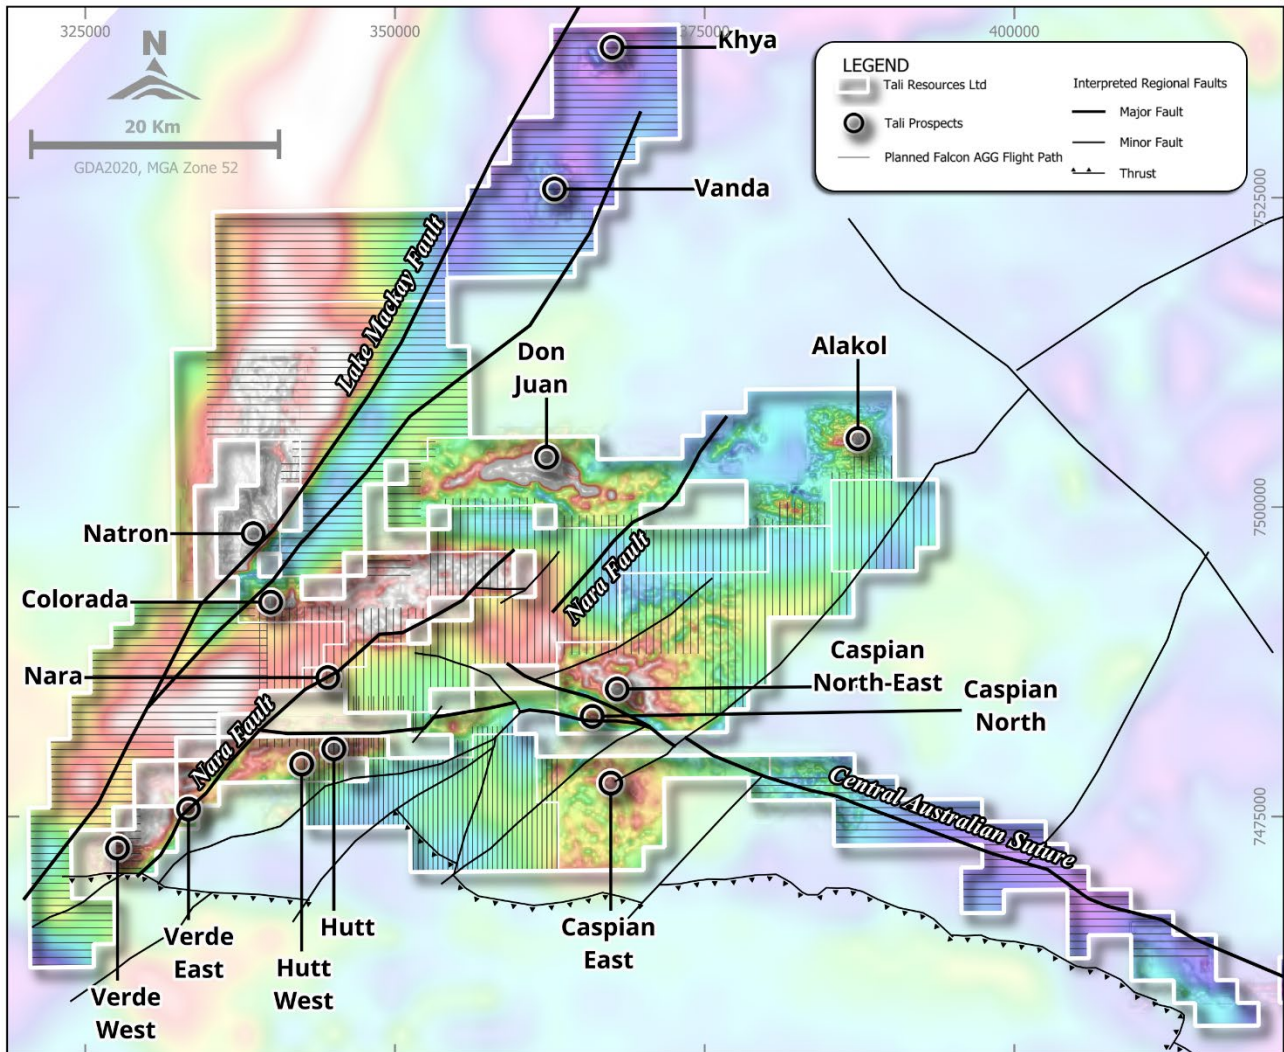 325000
350000
375000
400000
N
20 Km
GDA2020, MGA Zone 52
LEGEND
Tali Resources Ltd
Tali Prospects
Planned Falcon AGG Flight Path
Interpreted Regional Faults
Major Fault
Minor Fault
Thrust
Khya
Vanda
7525000
Lake Mackay Fault
Don
Juan
Alakol
7500000
Natron
Colorada
Nara Fault
Nara
Caspian
North-East
Caspian
North
Nara Fault
Central Australian Suture
7475000
Hutt
Verde
East
Hutt
West
Caspian
East
Verde
West